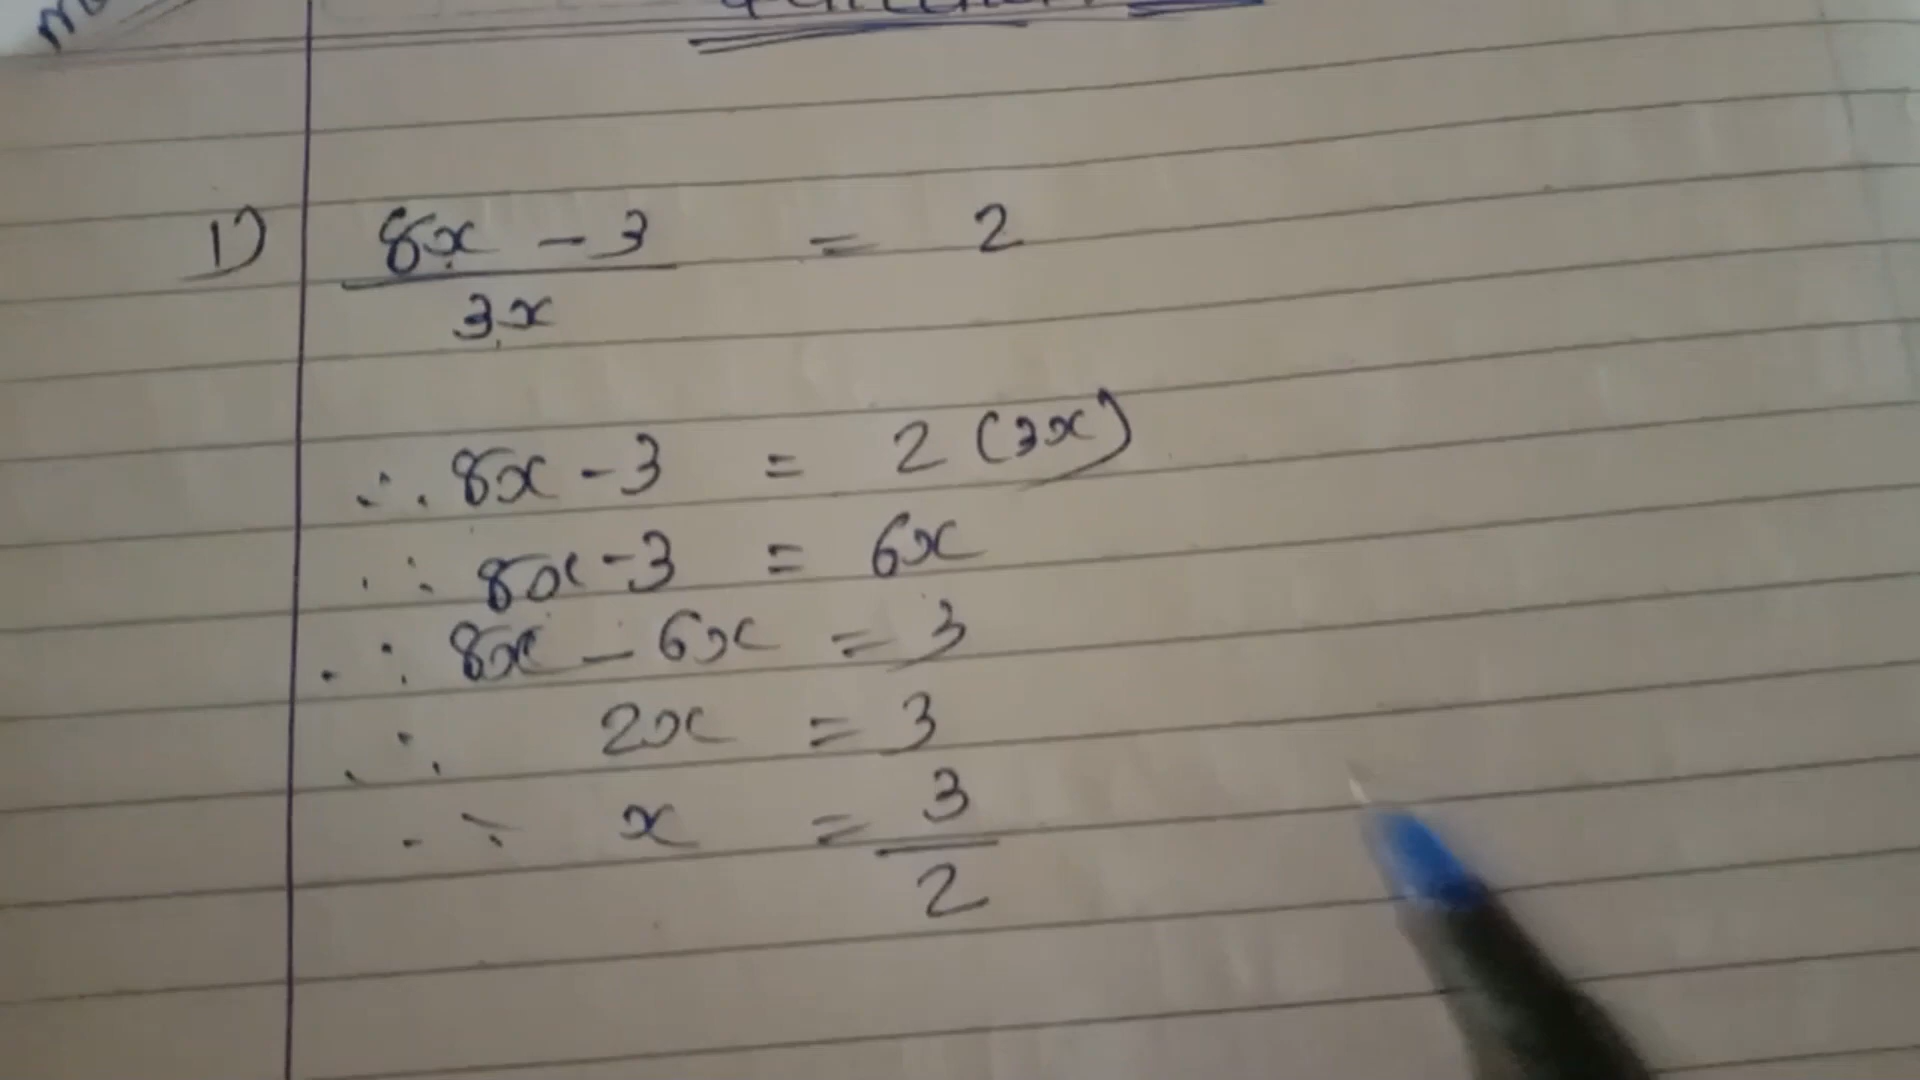 1) 8x - 3 = 2
3x
∴ 8x - 3 = 2 (3x)
∴ 8x - 3 = 6x
∴ 8x - 6x = 3
∴ 2x = 3
∴ x = 3
2